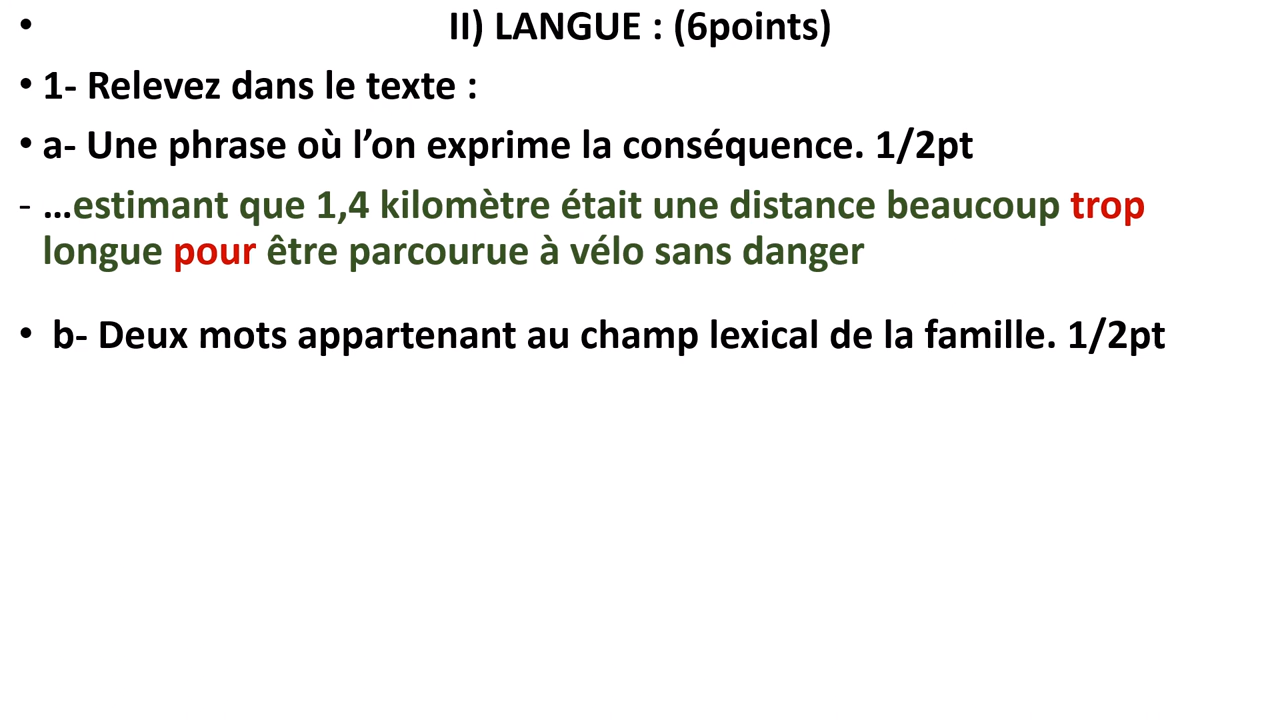 • II) LANGUE : (6points)
• 1- Relevez dans le texte :
• a- Une phrase où l’on exprime la conséquence. 1/2pt
- …estimant que 1,4 kilomètre était une distance beaucoup trop
longue pour être parcourue à vélo sans danger
• b- Deux mots appartenant au champ lexical de la famille. 1/2pt